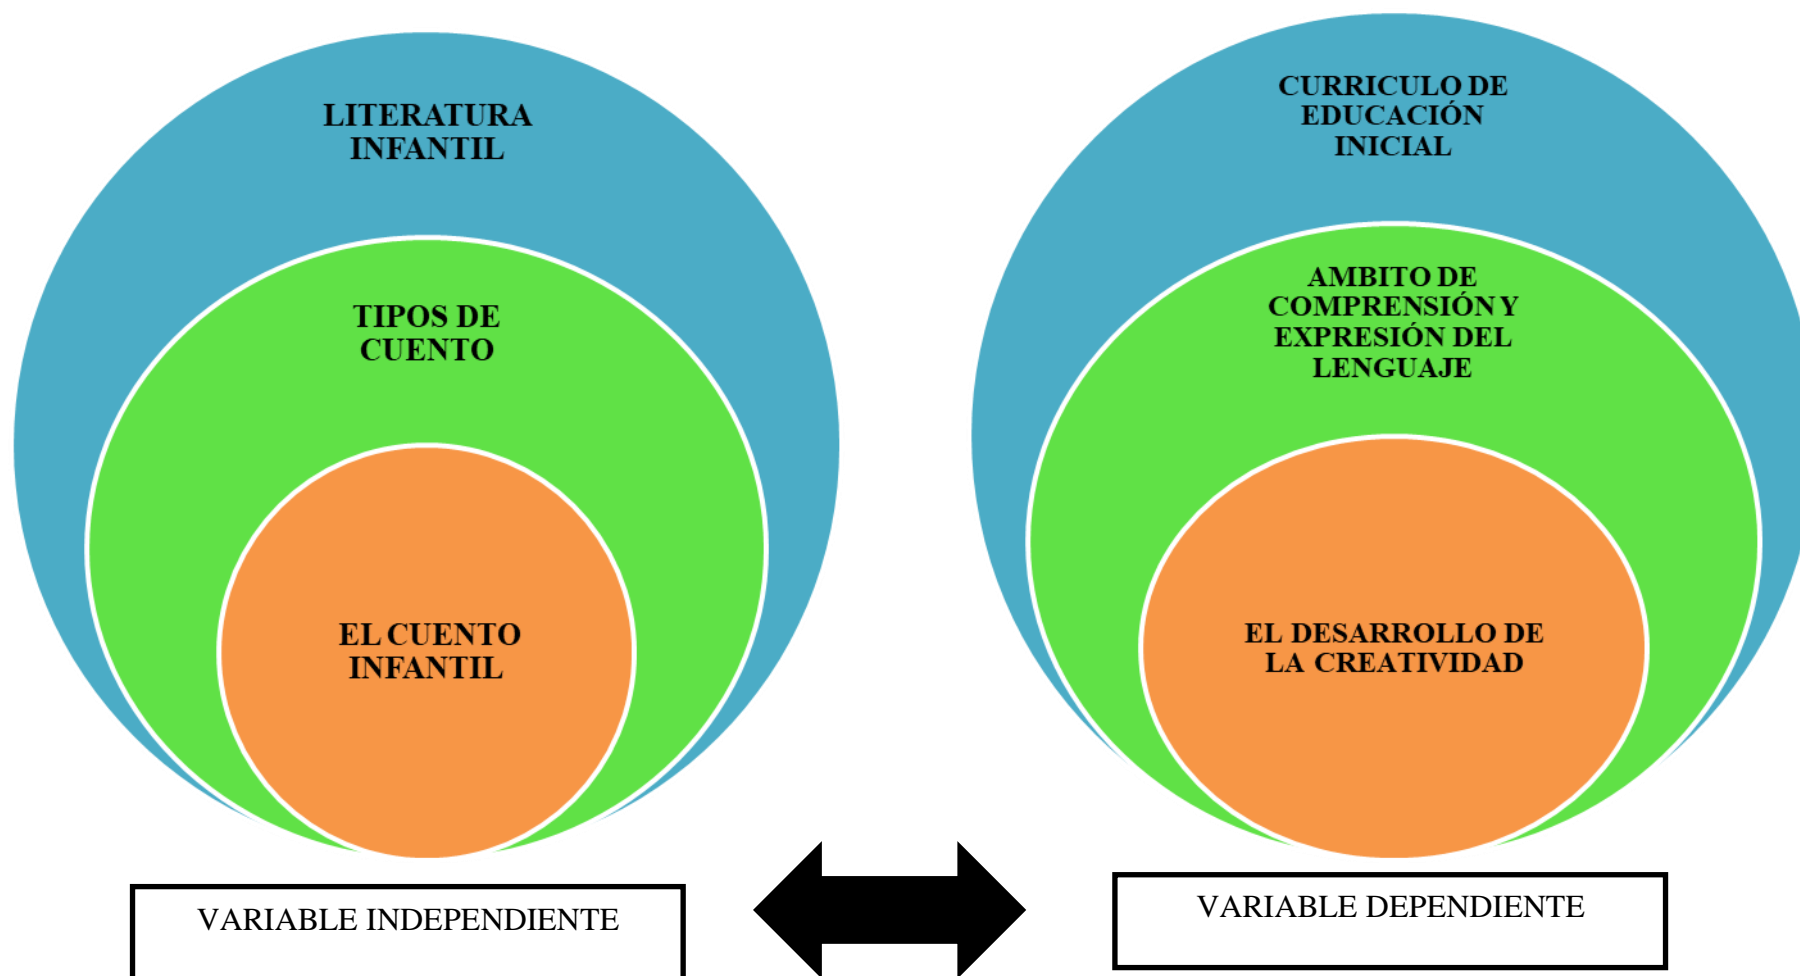 LITERATURA
INFANTIL
TIPOS DE
CUENTO
EL CUENTO
INFANTIL
VARIABLE INDEPENDIENTE
CURRICULO DE
EDUCACIÓN
INICIAL
AMBITO DE
COMPRENSIÓN Y
EXPRESIÓN DEL
LENGUAJE
EL DESARROLLO DE
LA CREATIVIDAD
VARIABLE DEPENDIENTE